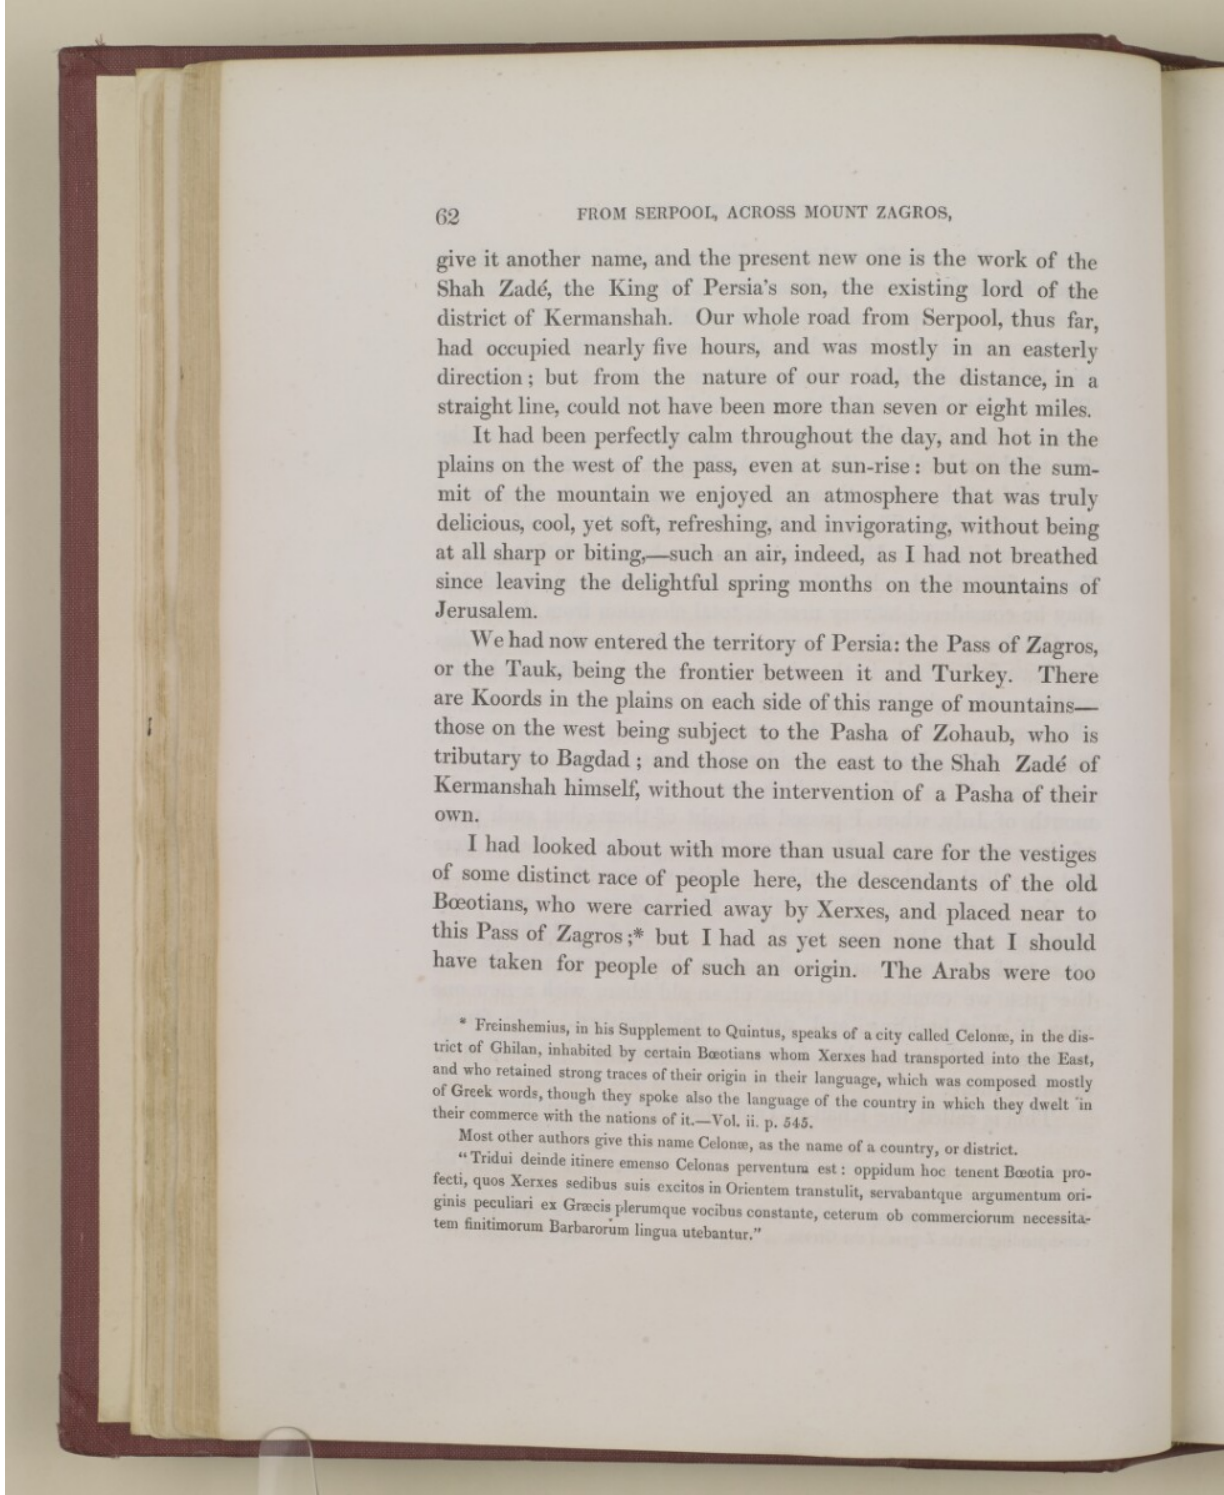 62 FROM SERPOOL, ACROSS MOUNT ZAGROS,
give it another name, and the present new one is the work of the
Shah Zadé, the King of Persia's son, the existing lord of the
district of Kermanshah. Our whole road from Serpool, thus far,
had occupied nearly five hours, and was mostly in an easterly
direction; but from the nature of our road, the distance, in a
straight line, could not have been more than seven or eight miles.
It had been perfectly calm throughout the day, and hot in the
plains on the west of the pass, even at sun-rise: but on the sum-
mit of the mountain we enjoyed an atmosphere that was truly
delicious, cool, yet soft, refreshing, and invigorating, without being
at all sharp or biting,—such an air, indeed, as I had not breathed
since leaving the delightful spring months on the mountains of
Jerusalem.
We had now entered the territory of Persia: the Pass of Zagros,
or the Tauk, being the frontier between it and Turkey. There
are Koords in the plains on each side of this range of mountains—
those on the west being subject to the Pasha of Zohaub, who is
tributary to Bagdad; and those on the east to the Shah Zadé of
Kermanshah himself, without the intervention of a Pasha of their
own.
I had looked about with more than usual care for the vestiges
of some distinct race of people here, the descendants of the old
Bœotians, who were carried away by Xerxes, and placed near to
this Pass of Zagros;* but I had as yet seen none that I should
have taken for people of such an origin. The Arabs were too
* Freinshemius, in his Supplement to Quintus, speaks of a city called Celonæ, in the dis-
trict of Ghilan, inhabited by certain Bœotians whom Xerxes had transported into the East,
and who retained strong traces of their origin in their language, which was composed mostly
of Greek words, though they spoke also the language of the country in which they dwelt in
their commerce with the nations of it.—Vol. ii. p. 545.
Most other authors give this name Celonæ, as the name of a country, or district.
"Tridui deinde itinere emenso Celonas perventum est: oppidum hoc tenent Bœotia pro-
fecti, quos Xerxes sedibus suis excitos in Orientem transtulit, servabantque argumentum ori-
ginis peculiari ex Græcis plerumque vocibus constante, ceterum ob commerciorum necessita-
tem finitimorum Barbarorum lingua utebantur."